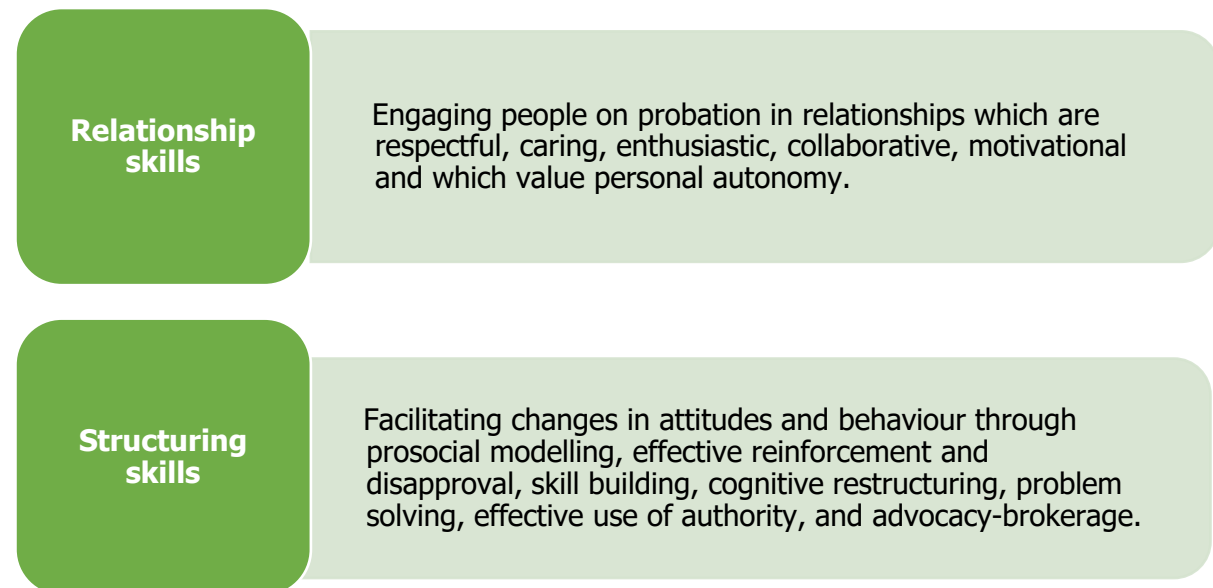 Relationship
skills
Engaging people on probation in relationships which are
respectful, caring, enthusiastic, collaborative, motivational
and which value personal autonomy.
Structuring
skills
Facilitating changes in attitudes and behaviour through
prosocial modelling, effective reinforcement and
disapproval, skill building, cognitive restructuring, problem
solving, effective use of authority, and advocacy-brokerage.